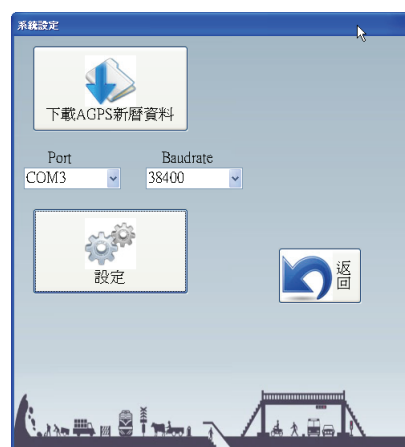 系統設定
下載AGPS新曆資料
Port Baudrate
COM3 38400
設定
返
回